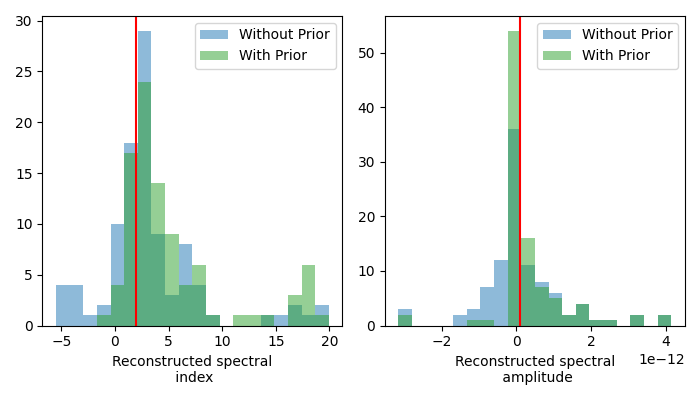 30
25
20
15
10
5
0
−5
0
5
10
15
20
Without Prior
With Prior
Reconstructed spectral
index
50
40
30
20
10
0
−2
0
2
4
1e−12
Without Prior
With Prior
Reconstructed spectral
amplitude